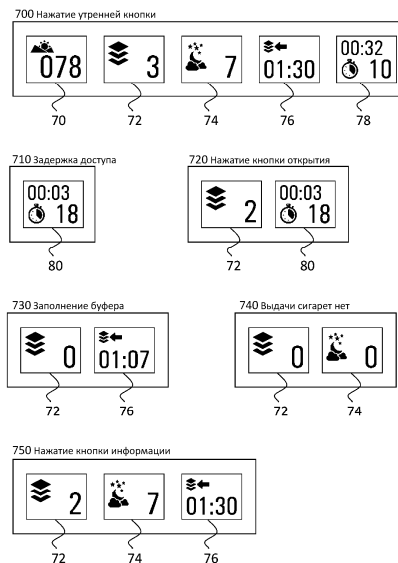 700 Нажатие утренней кнопки
078 3 7 01:30 00:32 10
70 72 74 76 78
710 Задержка доступа 720 Нажатие кнопки открытия
00:03 18 2 00:03 18
80 72 80
730 Заполнение буфера 740 Выдачи сигарет нет
0 01:07 0 0
72 76 72 74
750 Нажатие кнопки информации
2 7 01:30
72 74 76